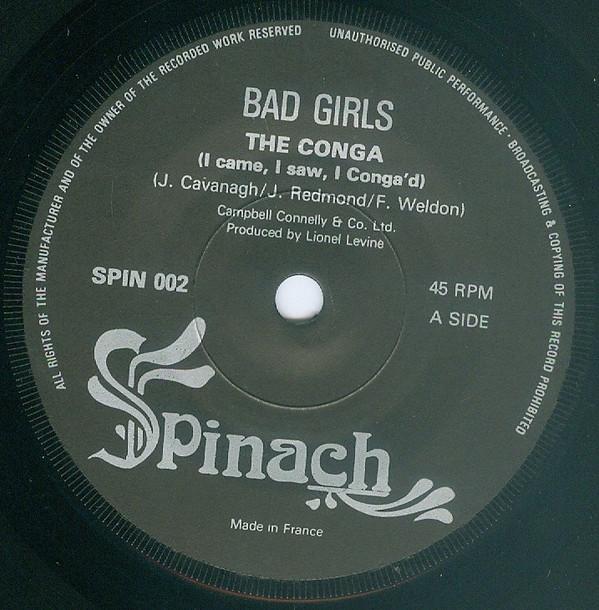 ALL RIGHTS OF THE MANUFACTURER AND OF THE OWNER OF THE RECORDED WORK RESERVED
UNAUTHORISED PUBLIC PERFORMANCE · BROADCASTING & COPYING OF THIS RECORD PROHIBITED
BAD GIRLS
THE CONGA
(I came, I saw, I Conga'd)
(J. Cavanagh/J. Redmond/F. Weldon)
Campbell Connelly & Co. Ltd.
Produced by Lionel Levine
SPIN 002
45 RPM
A SIDE
Spinach
Made in France